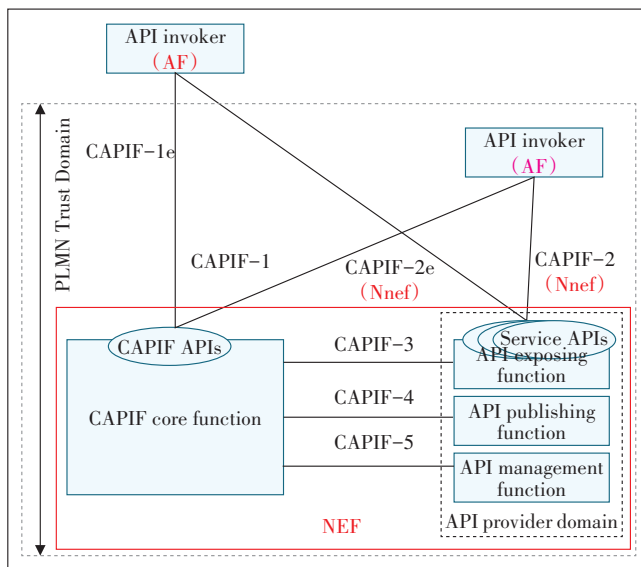 API invoker
(AF)
PLMN Trust Domain
CAPIF-1e
API invoker
(AF)
CAPIF-1
CAPIF-2e
(Nnef)
CAPIF-2
(Nnef)
CAPIF APIs
Service APIs
CAPIF-3
API exposing
function
CAPIF core function
CAPIF-4
API publishing
function
CAPIF-5
API management
function
NEF
API provider domain